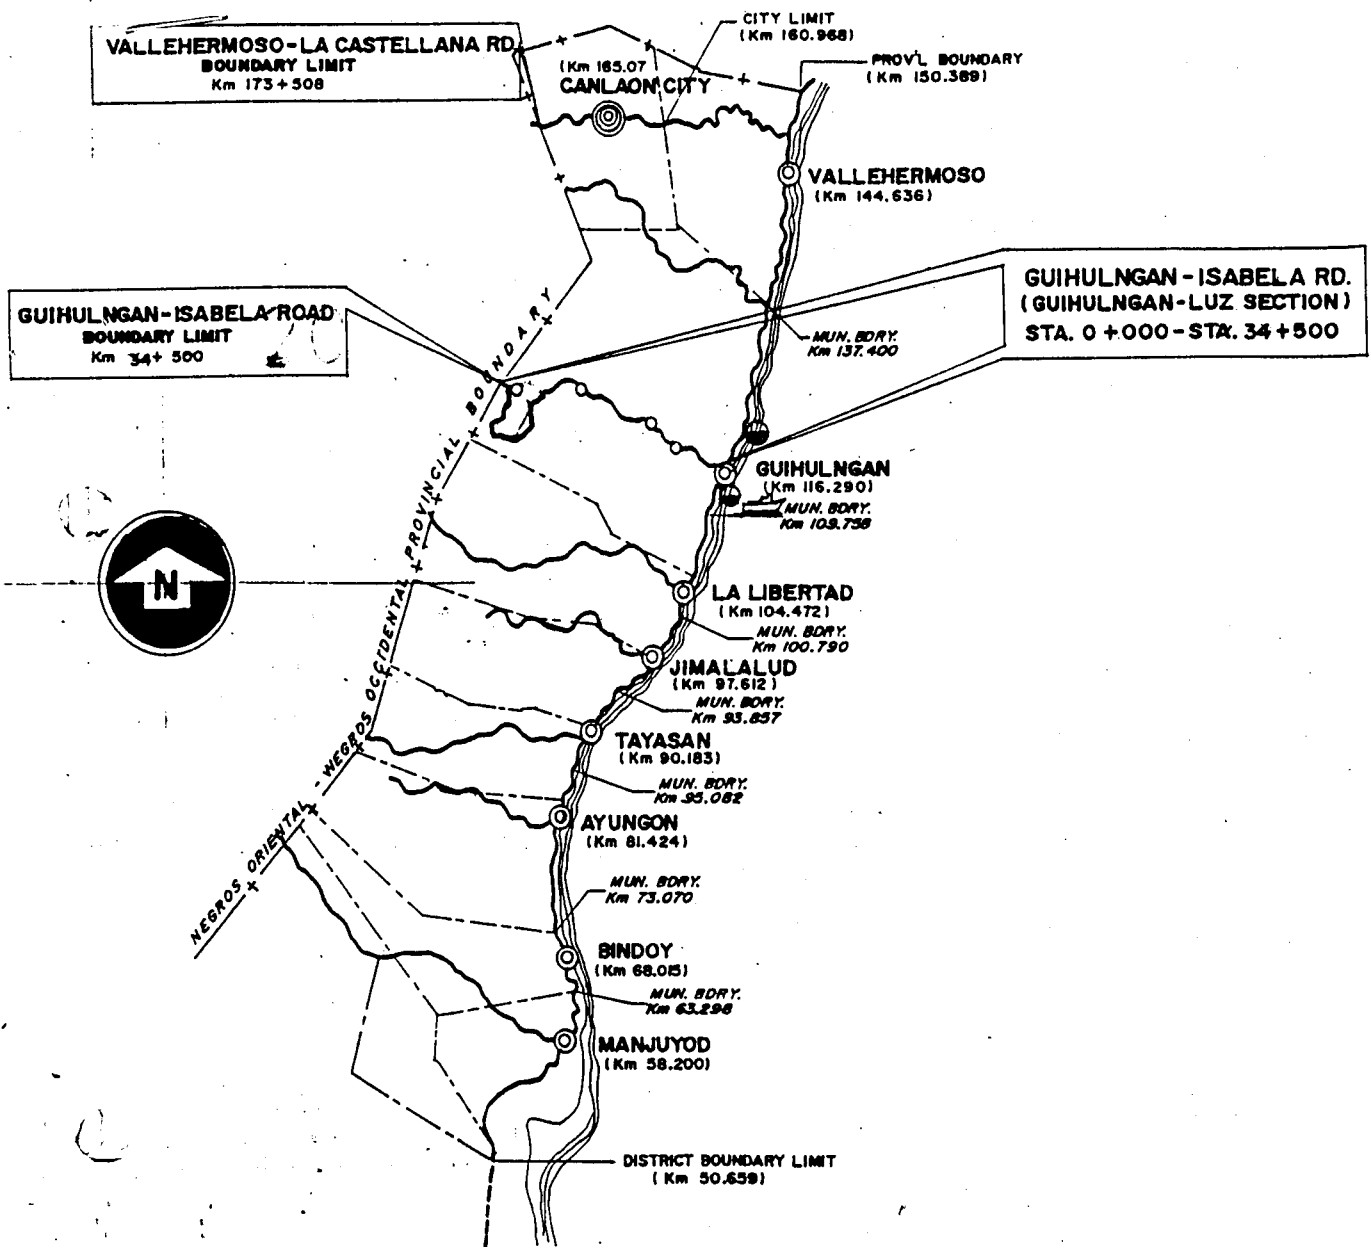 CITY LIMIT
(Km 160.968)
VALLEHERMOSO-LA CASTELLANA RD.
BOUNDARY LIMIT
Km 173+508
(Km 165.07
CANLAON CITY
PROV'L BOUNDARY
(Km 150.389)
VALLEHERMOSO
(Km 144.636)
GUIHULNGAN-ISABELA RD.
(GUIHULNGAN-LUZ SECTION)
STA. 0+000-STA. 34+500
GUIHULNGAN-ISABELA ROAD
BOUNDARY LIMIT
Km 34+500
MUN. BDRY.
Km 137.400
GUIHULNGAN
(Km 116.290)
MUN. BDRY.
Km 109.758
N
LA LIBERTAD
(Km 104.472)
MUN. BDRY.
Km 100.790
JIMALALUD
(Km 97.612)
MUN. BDRY.
Km 93.857
TAYASAN
(Km 90.183)
MUN. BDRY.
Km 95.082
AYUNGON
(Km 81.424)
NEGROS ORIENTAL - WEGROS OCCIDENTAL PROVINCIAL BOUNDARY
MUN. BDRY.
Km 73.070
BINDOY
(Km 68.015)
MUN. BDRY.
Km 63.298
MANJUYOD
(Km 58.200)
DISTRICT BOUNDARY LIMIT
(Km 50.659)